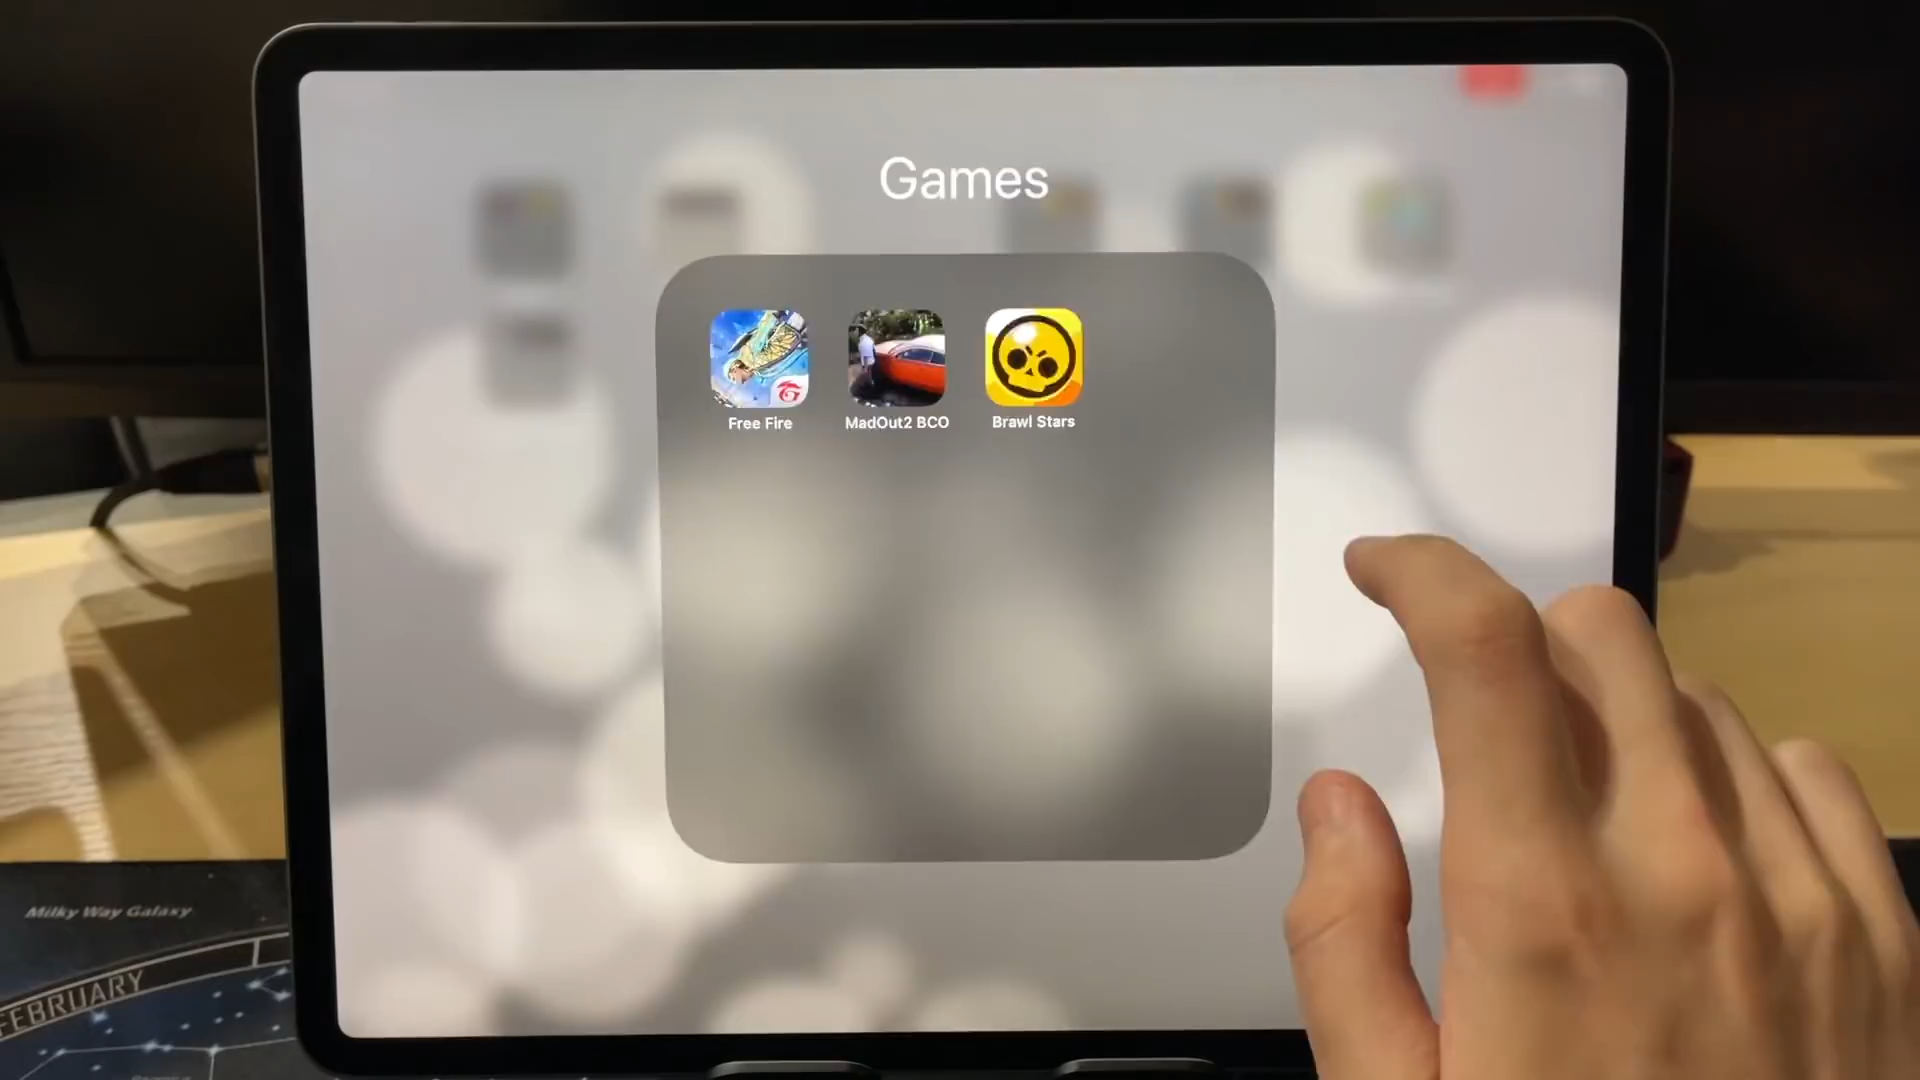 Games
Free Fire
MadOut2 BCO
Brawl Stars
Milky Way Galaxy
FEBRUARY